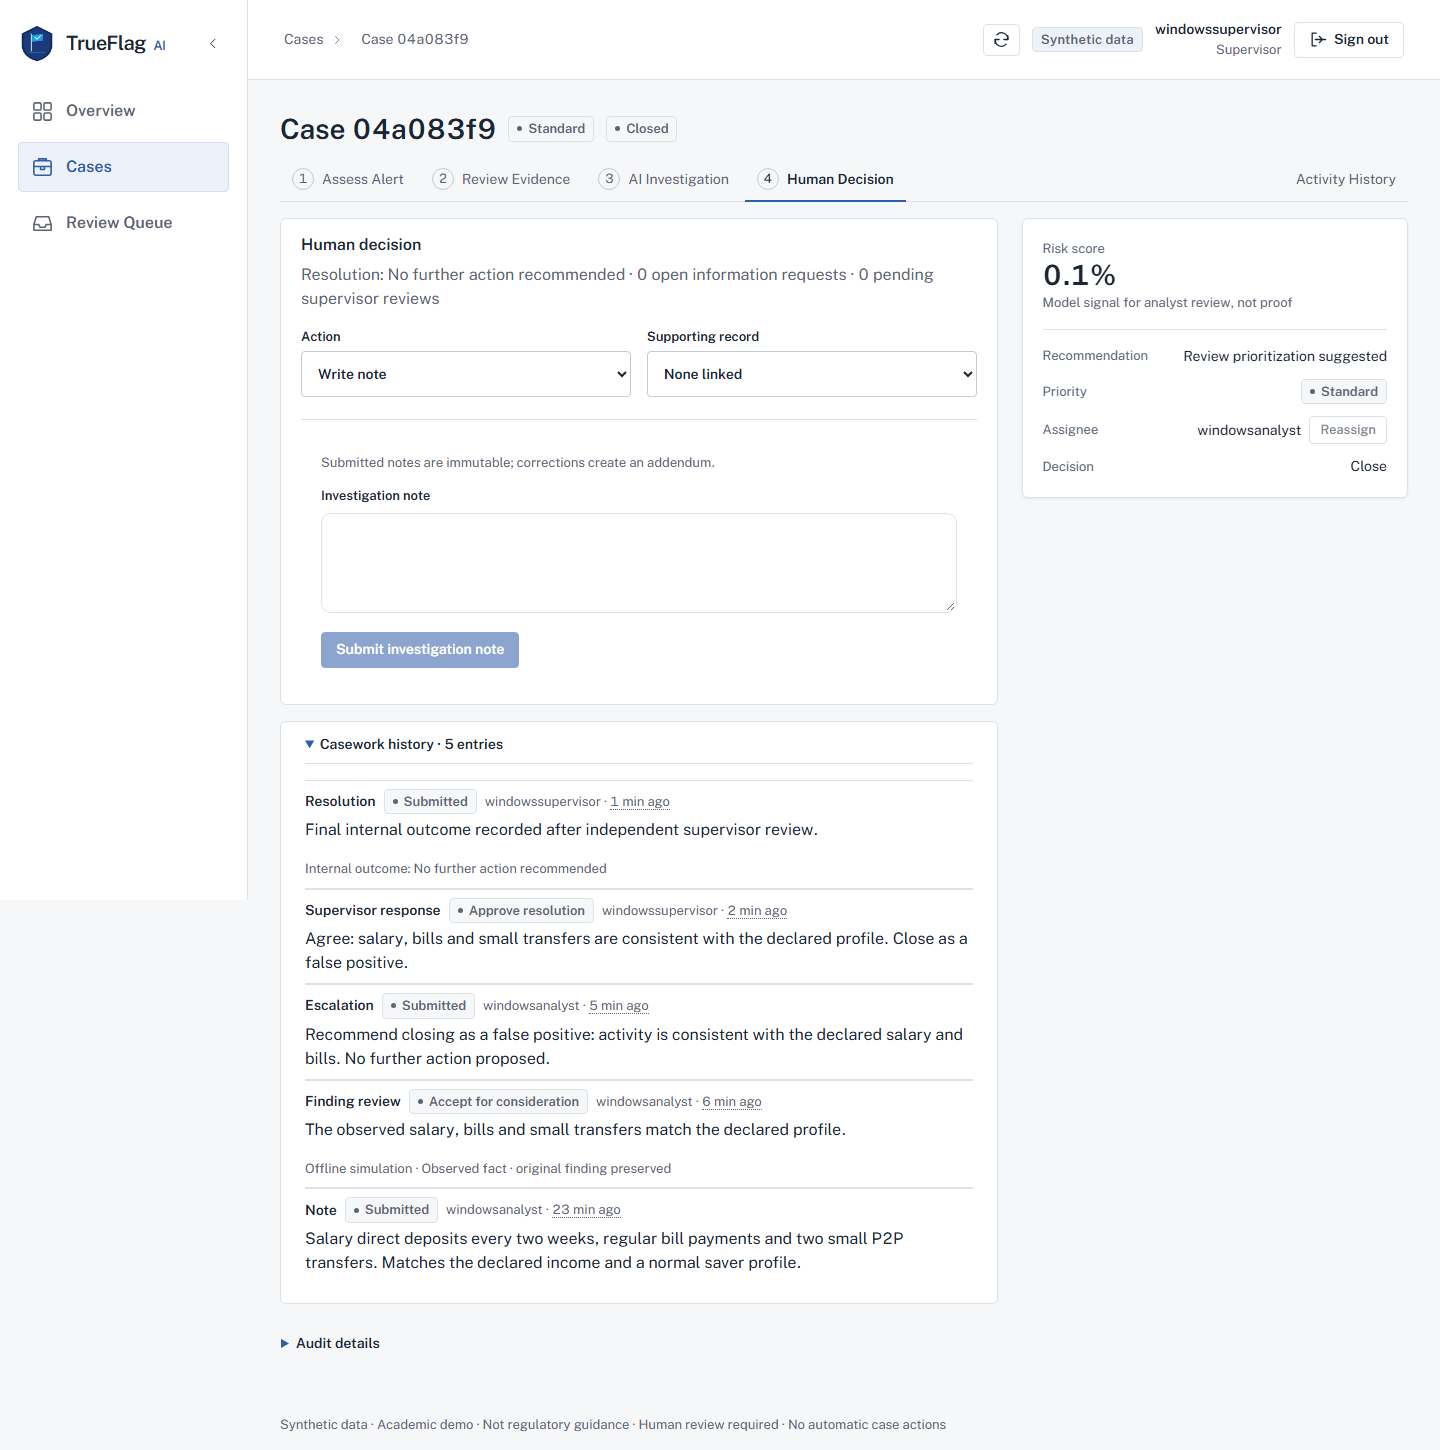 TrueFlag AI
Overview
Cases
Review Queue
Cases
Case 04a083f9
Synthetic data
windowssupervisor
Supervisor
Sign out
Case 04a083f9
Standard
Closed
1 Assess Alert
2 Review Evidence
3 AI Investigation
4 Human Decision
Activity History
Human decision
Resolution: No further action recommended · 0 open information requests · 0 pending
supervisor reviews
Action
Supporting record
Write note
None linked
Submitted notes are immutable; corrections create an addendum.
Investigation note
Submit investigation note
Risk score
0.1%
Model signal for analyst review, not proof
Recommendation Review prioritization suggested
Priority Standard
Assignee windowsanalyst Reassign
Decision Close
Casework history · 5 entries
Resolution Submitted windowssupervisor · 1 min ago
Final internal outcome recorded after independent supervisor review.
Internal outcome: No further action recommended
Supervisor response Approve resolution windowssupervisor · 2 min ago
Agree: salary, bills and small transfers are consistent with the declared profile. Close as a
false positive.
Escalation Submitted windowsanalyst · 5 min ago
Recommend closing as a false positive: activity is consistent with the declared salary and
bills. No further action proposed.
Finding review Accept for consideration windowsanalyst · 6 min ago
The observed salary, bills and small transfers match the declared profile.
Offline simulation · Observed fact · original finding preserved
Note Submitted windowsanalyst · 23 min ago
Salary direct deposits every two weeks, regular bill payments and two small P2P
transfers. Matches the declared income and a normal saver profile.
Audit details
Synthetic data · Academic demo · Not regulatory guidance · Human review required · No automatic case actions